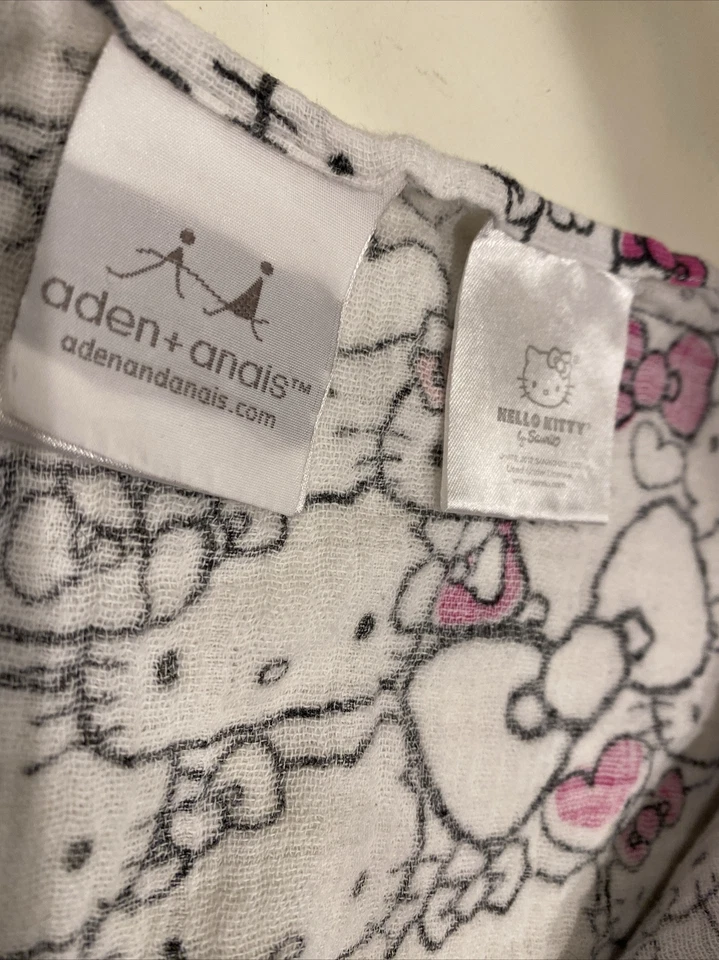 aden + anais™
adenandanais.com
HELLO KITTY®
by Sanrio